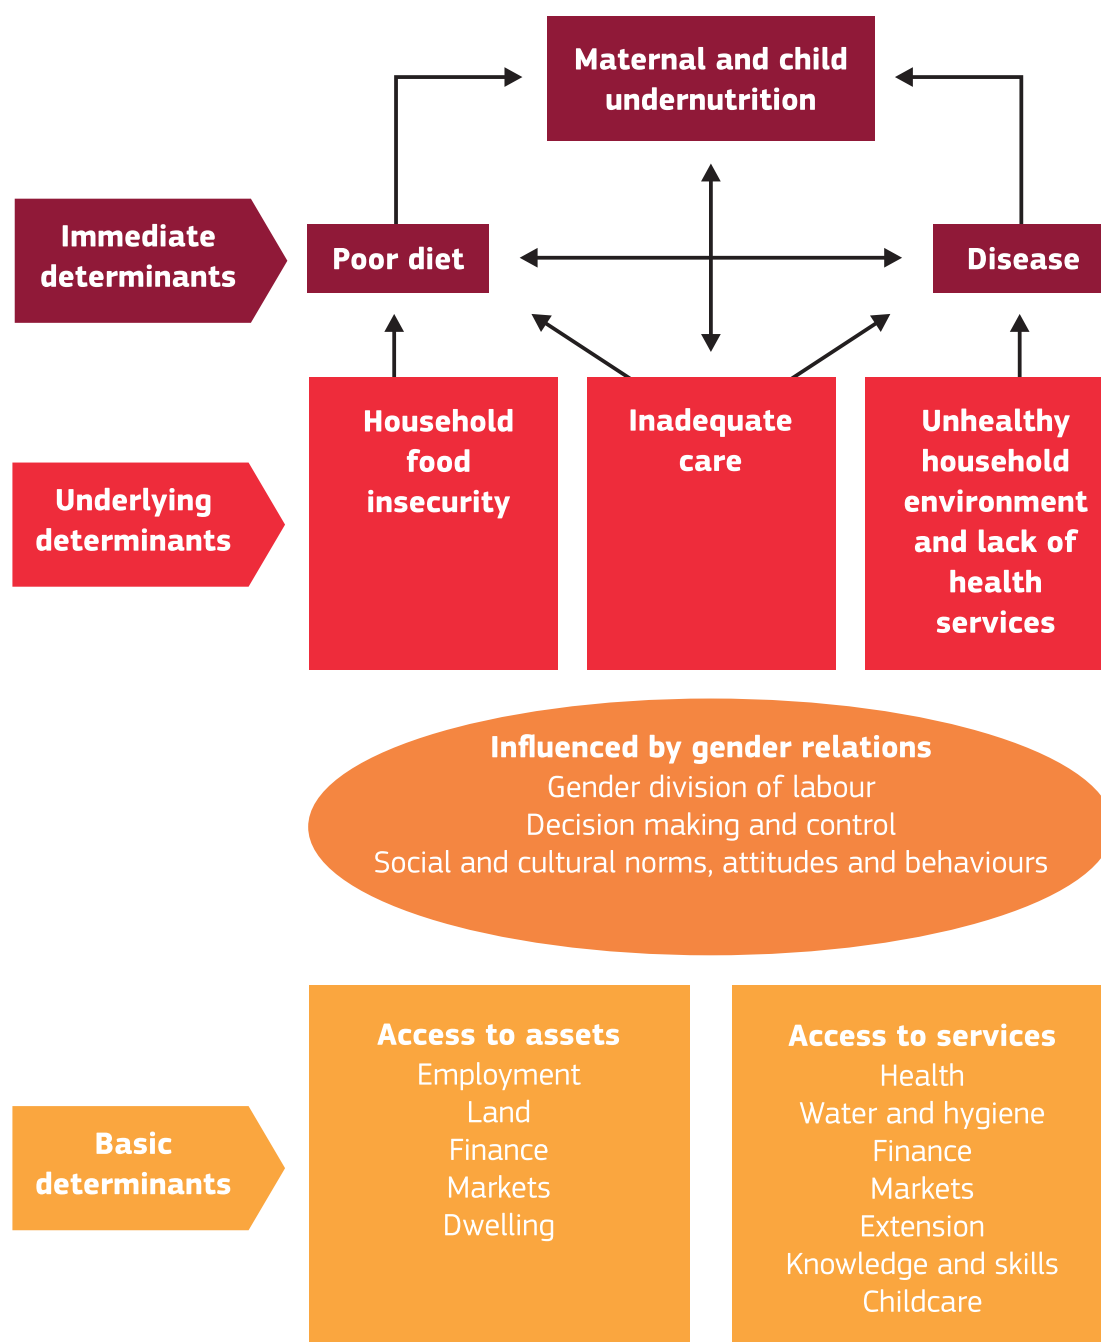 Maternal and child
undernutrition
Immediate
determinants
Poor diet
Disease
Underlying
determinants
Household
food
insecurity
Inadequate
care
Unhealthy
household
environment
and lack of
health
services
Influenced by gender relations
Gender division of labour
Decision making and control
Social and cultural norms, attitudes and behaviours
Basic
determinants
Access to assets
Employment
Land
Finance
Markets
Dwelling
Access to services
Health
Water and hygiene
Finance
Markets
Extension
Knowledge and skills
Childcare